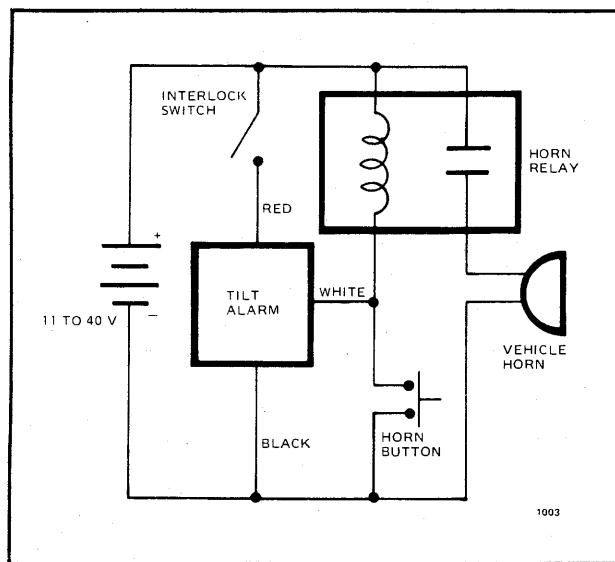 INTERLOCK
SWITCH
HORN
RELAY
RED
+
TILT
ALARM
WHITE
11 TO 40 V
−
VEHICLE
HORN
BLACK
HORN
BUTTON
1003